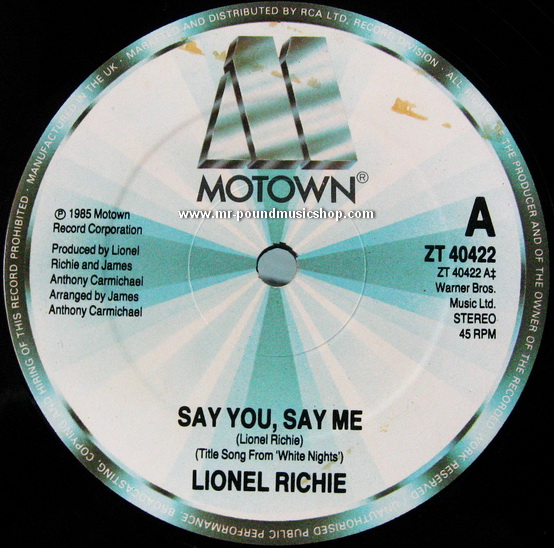 MANUFACTURED IN THE UK · MARKETED AND DISTRIBUTED BY RCA LTD. RECORD DIVISION · ALL
THE PRODUCER AND OF THE OWNER OF THE RECORDED WORK RESERVED
UNAUTHORISED PUBLIC PERFORMANCE BROADCASTING, COPYING AND HIRING OF THIS RECORD PROHIBITED ·
MOTOWN®
www.mr-poundmusicshop.com
Ⓟ 1985 Motown
Record Corporation
Produced by Lionel
Richie and James
Anthony Carmichael
Arranged by James
Anthony Carmichael
A
ZT 40422
ZT 40422 A‡
Warner Bros.
Music Ltd.
STEREO
45 RPM
SAY YOU, SAY ME
(Lionel Richie)
(Title Song From 'White Nights')
LIONEL RICHIE